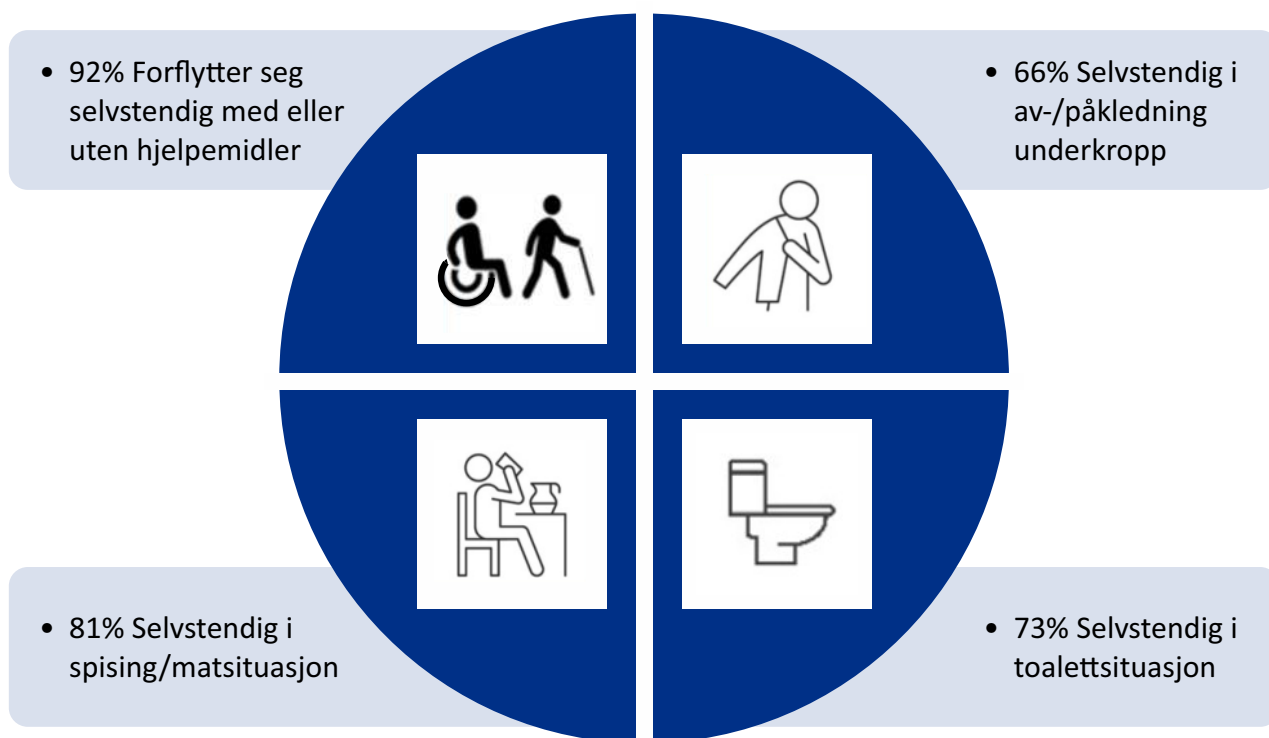 • 92% Forflytter seg
selvstendig med eller
uten hjelpemidler
• 66% Selvstendig i
av-/påkledning
underkropp
• 81% Selvstendig i
spising/matsituasjon
• 73% Selvstendig i
toalettsituasjon